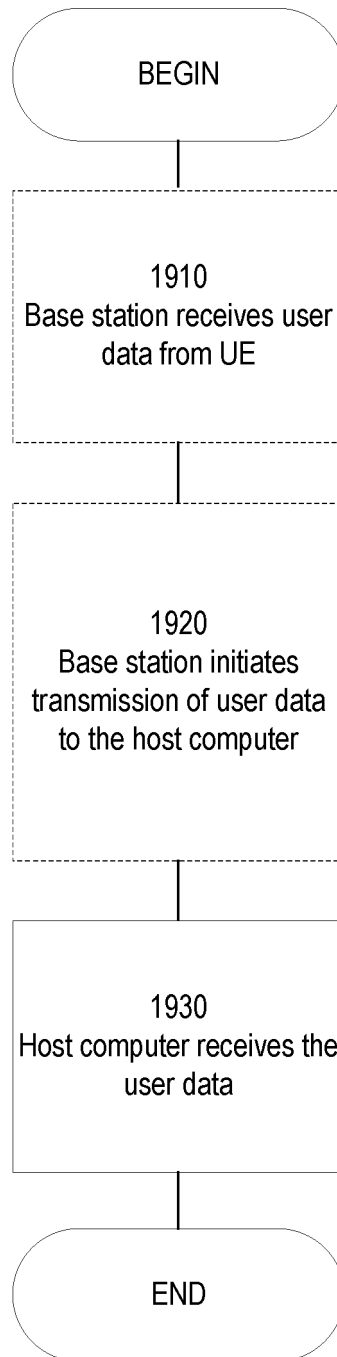 BEGIN
1910
Base station receives user
data from UE
1920
Base station initiates
transmission of user data
to the host computer
1930
Host computer receives the
user data
END